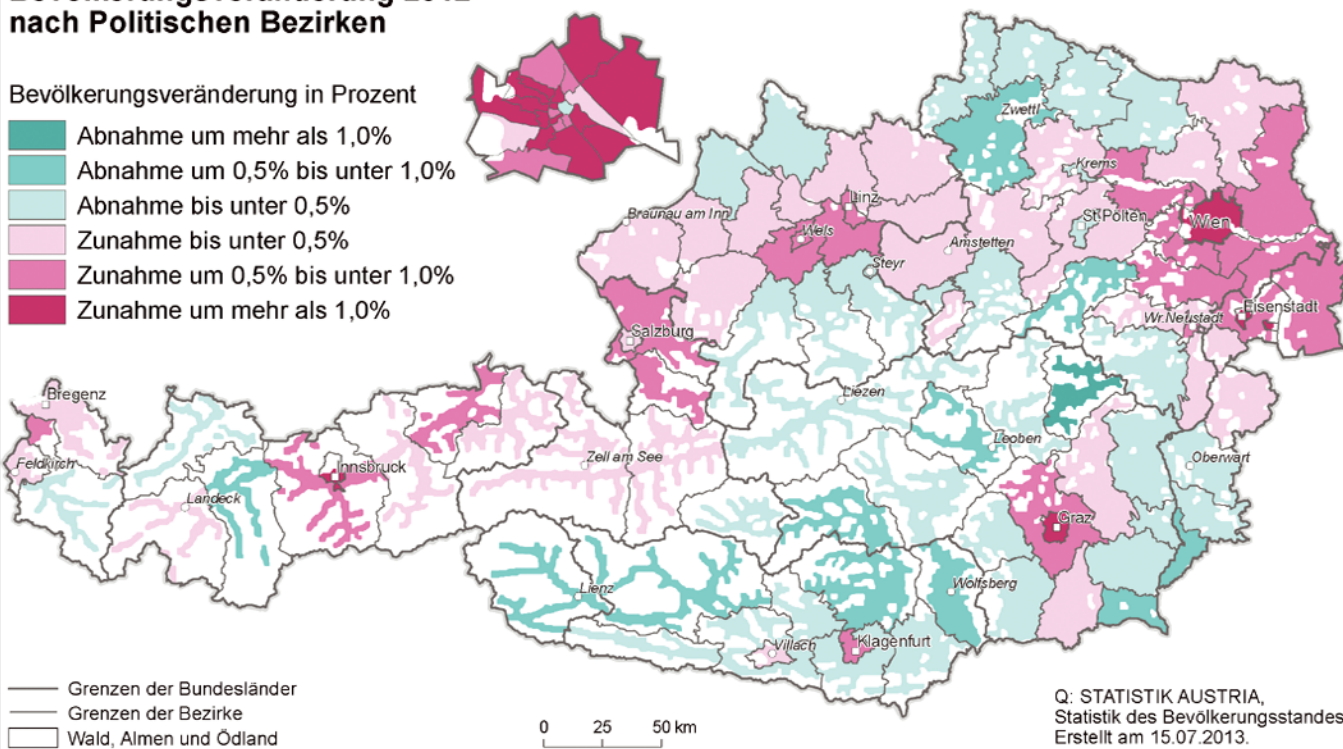 nach Politischen Bezirken
Bevölkerungsveränderung in Prozent
Abnahme um mehr als 1,0%
Abnahme um 0,5% bis unter 1,0%
Abnahme bis unter 0,5%
Zunahme bis unter 0,5%
Zunahme um 0,5% bis unter 1,0%
Zunahme um mehr als 1,0%
Zwettl
Krems
Linz
Braunau am Inn
St. Pölten
Wien
Wels
Amstetten
Steyr
Eisenstadt
Wr.Neustadt
Salzburg
Bregenz
Liezen
Leoben
Feldkirch
Innsbruck
Zell am See
Oberwart
Landeck
Graz
Lienz
Wolfsberg
Villach
Klagenfurt
Grenzen der Bundesländer
Grenzen der Bezirke
Wald, Almen und Ödland
0 25 50 km
Q: STATISTIK AUSTRIA,
Statistik des Bevölkerungsstandes
Erstellt am 15.07.2013.